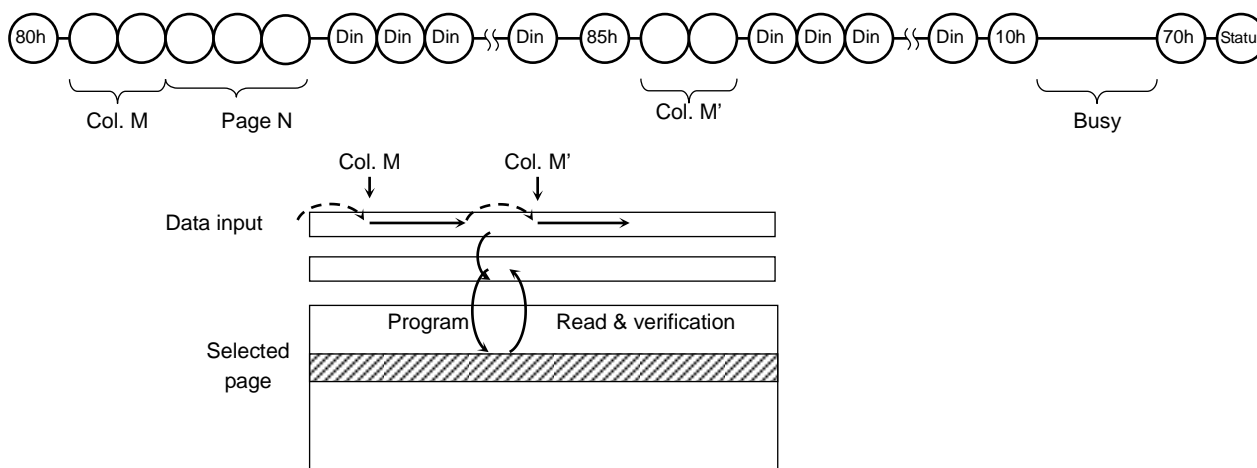 80h Din Din Din Din 85h Din Din Din Din 10h 70h Statu
Col. M Page N Col. M’ Busy
Col. M Col. M’
Data input
Program Read & verification
Selected
page